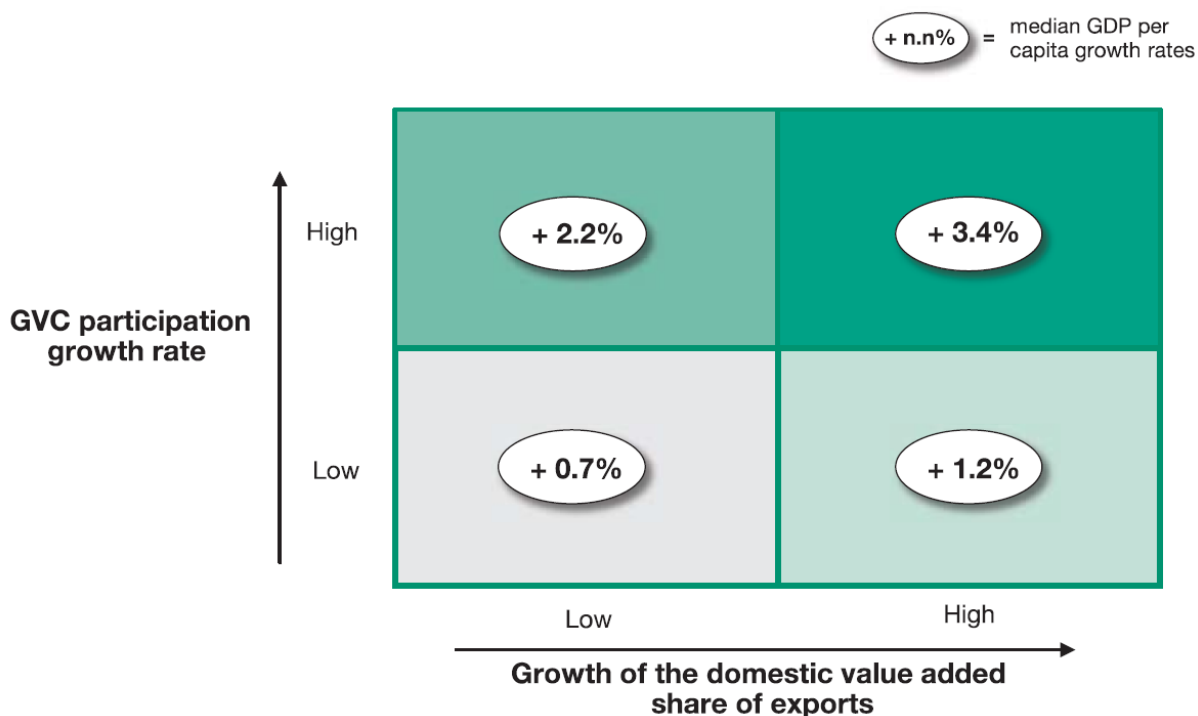 + n.n% = median GDP per
capita growth rates
High
+ 2.2%
+ 3.4%
GVC participation
growth rate
Low
+ 0.7%
+ 1.2%
Low
High
Growth of the domestic value added
share of exports